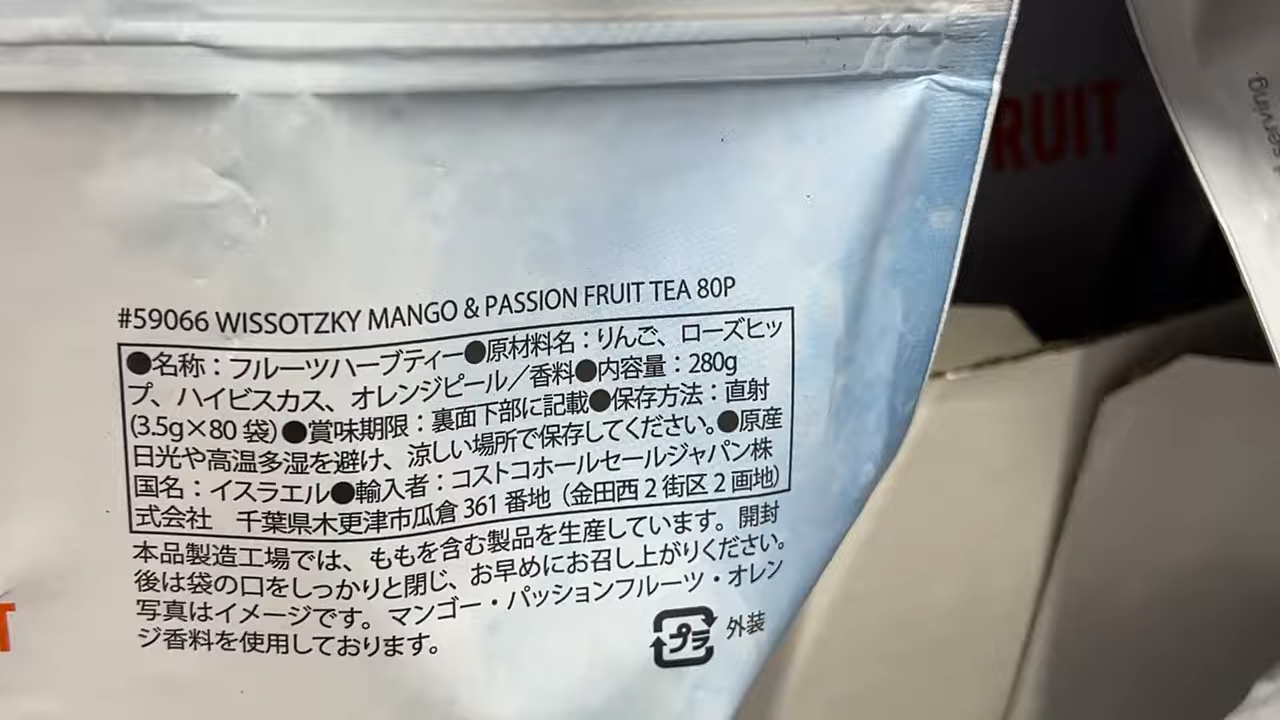 #59066 WISSOTZKY MANGO & PASSION FRUIT TEA 80P
●名称：フルーツハーブティー●原材料名：りんご、ローズヒッ
プ、ハイビスカス、オレンジピール／香料●内容量：280g
(3.5g×80 袋)●賞味期限：裏面下部に記載●保存方法：直射
日光や高温多湿を避け、涼しい場所で保存してください。●原産
国名：イスラエル●輸入者：コストコホールセールジャパン株
式会社　千葉県木更津市瓜倉 361 番地（金田西 2 街区 2 画地）
本品製造工場では、ももを含む製品を生産しています。開封
後は袋の口をしっかりと閉じ、お早めにお召し上がりください。
写真はイメージです。マンゴー・パッションフルーツ・オレン
ジ香料を使用しております。
プラ 外装
RUIT
serving.
T